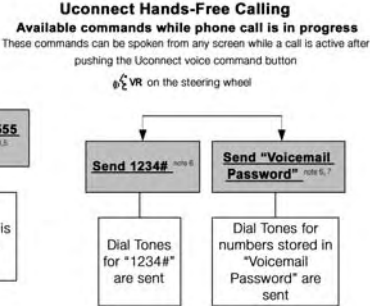 Uconnect Hands-Free Calling
Available commands while phone call is in progress
These commands can be spoken from any screen while a call is active after
pushing the Uconnect voice command button
VR on the steering wheel
555
Send 1234# note 6
Send "Voicemail
Password" note 6, 7
is
Dial Tones
for "1234#"
are sent
Dial Tones for
numbers stored in
"Voicemail
Password" are
sent